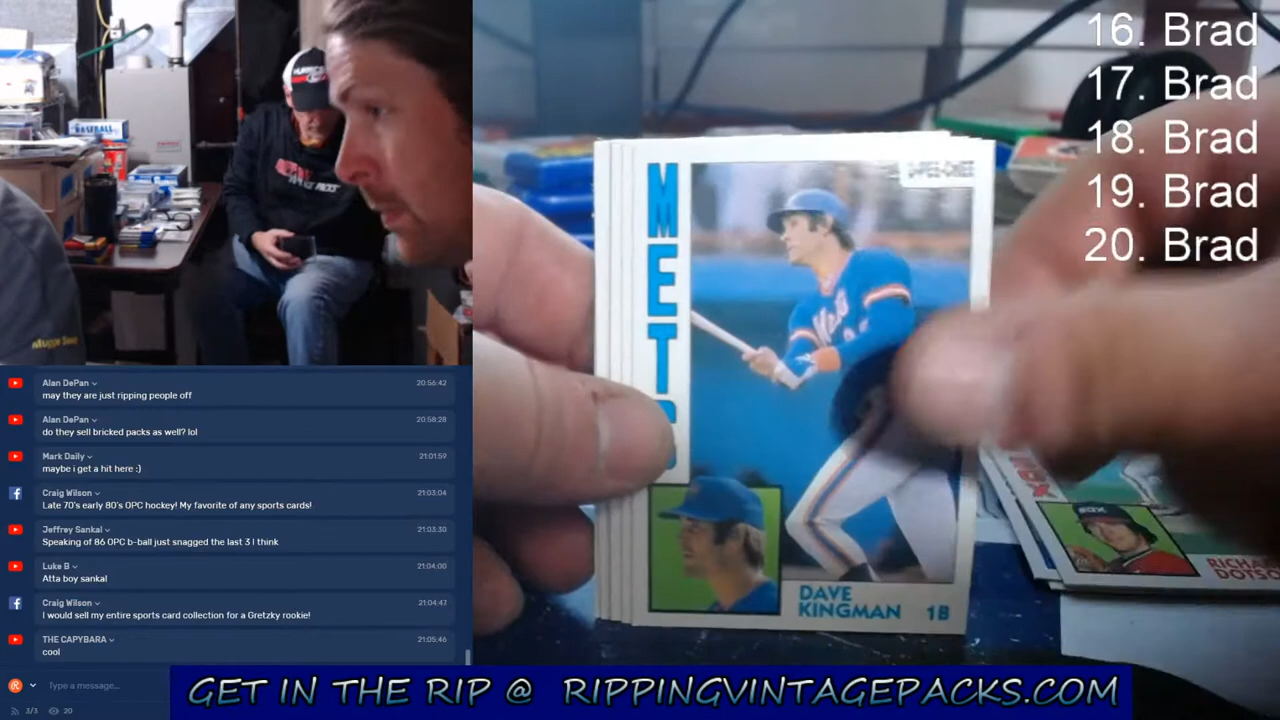 16. Brad
17. Brad
18. Brad
19. Brad
20. Brad
BASEBALL
METS
O-PEE-CHEE
DAVE
KINGMAN 1B
SOX
RICHARD
DOTSON
Alan DePan
20:56:42
may they are just ripping people off
Alan DePan
20:58:28
do they sell bricked packs as well? lol
Mark Daily
21:01:59
maybe i get a hit here :)
Craig Wilson
21:03:04
Late 70's early 80's OPC hockey! My favorite of any sports cards!
Jeffrey Sankal
21:03:30
Speaking of 86 OPC b-ball just snagged the last 3 I think
Luke B
21:04:00
Atta boy sankal
Craig Wilson
21:04:47
I would sell my entire sports card collection for a Gretzky rookie!
THE CAPYBARA
21:05:46
cool
Type a message...
3/3 20
GET IN THE RIP @ RIPPINGVINTAGEPACKS.COM